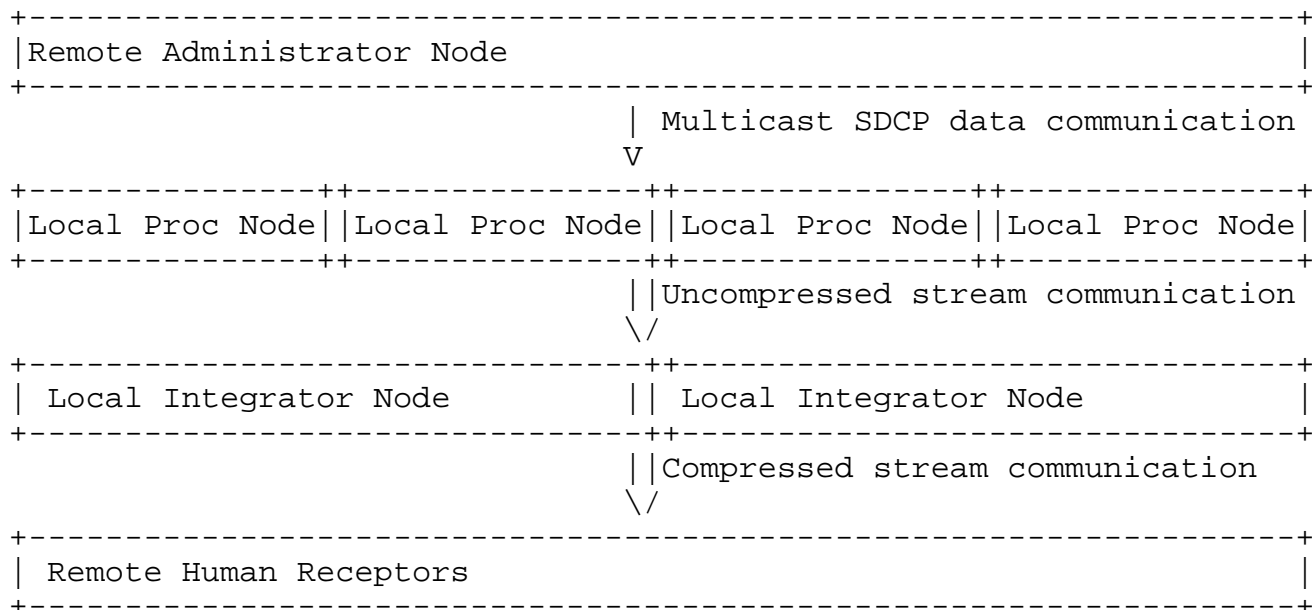 +------------------------------------------------------------------+
|Remote Administrator Node                                         |
+------------------------------------------------------------------+
                                | Multicast SDCP data communication
                                V
+---------------++---------------++---------------++---------------+
|Local Proc Node||Local Proc Node||Local Proc Node||Local Proc Node|
+---------------++---------------++---------------++---------------+
                                ||Uncompressed stream communication
                                \/
+--------------------------------++--------------------------------+
| Local Integrator Node          || Local Integrator Node          |
+--------------------------------++--------------------------------+
                                ||Compressed stream communication
                                \/
+------------------------------------------------------------------+
| Remote Human Receptors                                           |
+------------------------------------------------------------------+